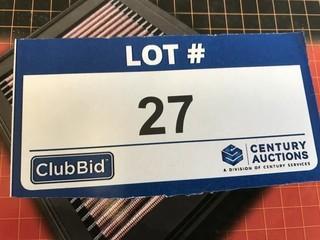 LOT #
27
ClubBid
CENTURY
AUCTIONS
A DIVISION OF CENTURY SERVICES